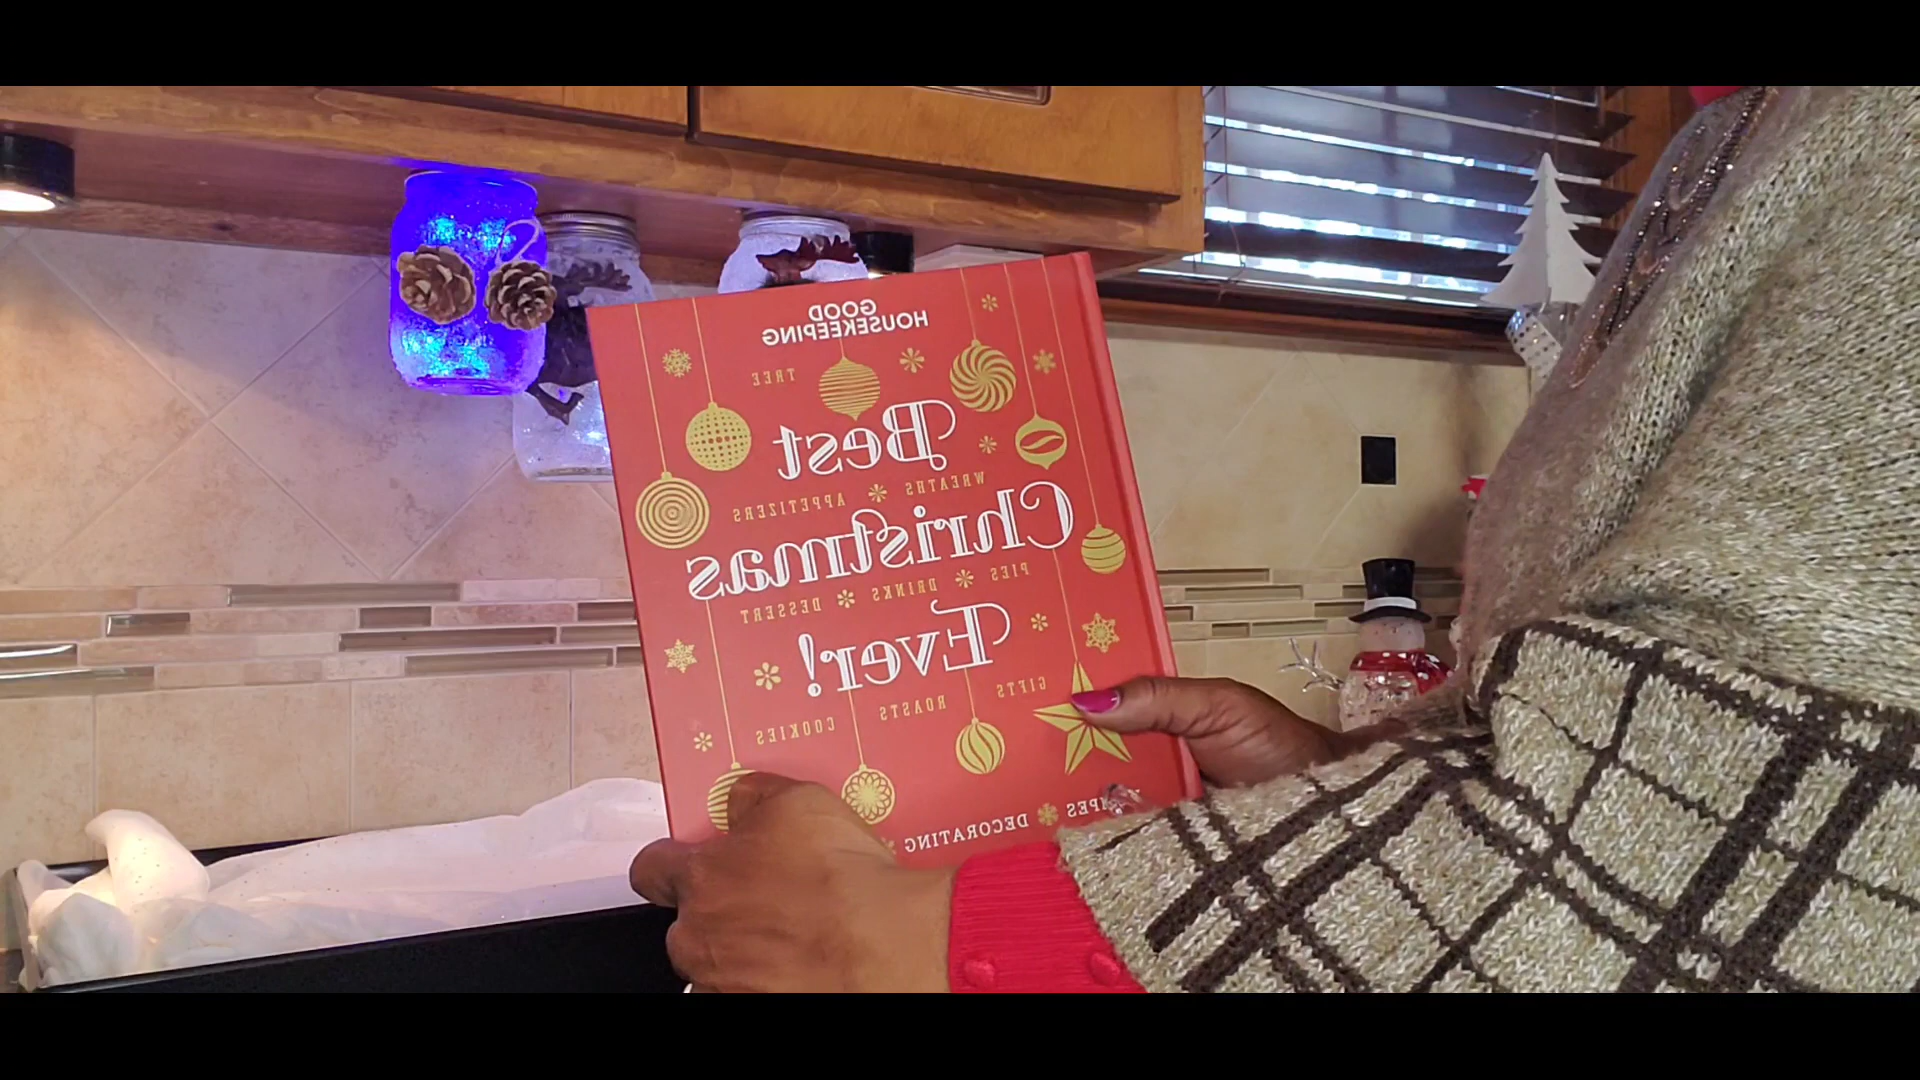 GOOD
HOUSEKEEPING
TREE
Best
WREATHS APPETIZERS
Christmas
PIES DRINKS DESSERT
Ever!
GIFTS ROASTS COOKIES
DECORATING